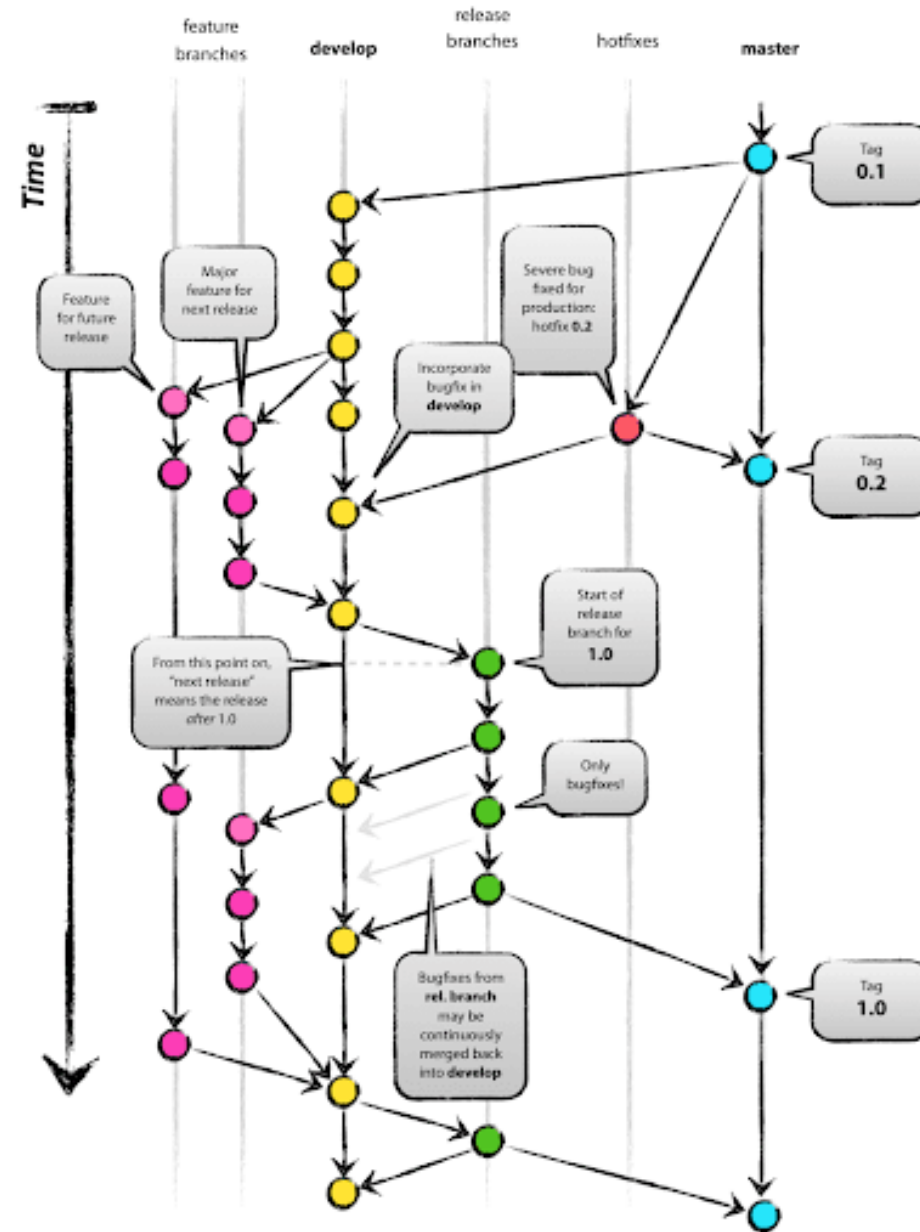 feature
branches
develop
release
branches
hotfixes
master
Time
Tag
0.1
Feature
for future
release
Major
feature for
next release
Severe bug
fixed for
production:
hotfix 0.2
Incorporate
bugfix in
develop
Tag
0.2
Start of
release
branch for
1.0
From this point on,
"next release"
means the release
after 1.0
Only
bugfixes!
Bugfixes from
rel. branch
may be
continuously
merged back
into develop
Tag
1.0